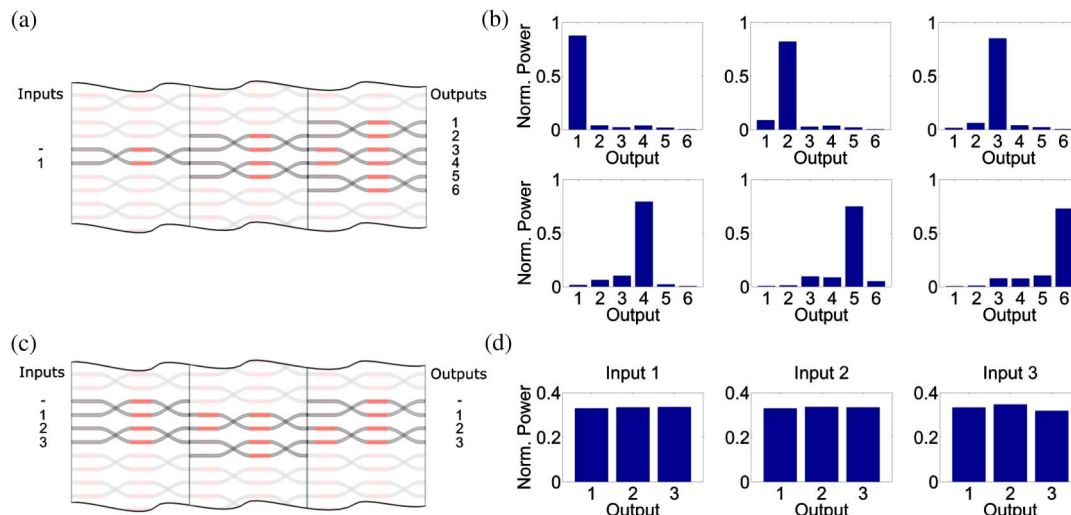 (a)
Inputs
-
1
Outputs
1
2
3
4
5
6
(b)
Norm. Power
1
0.5
0
1 2 3 4 5 6
Output
1
0.5
0
1 2 3 4 5 6
Output
1
0.5
0
1 2 3 4 5 6
Output
Norm. Power
1
0.5
0
1 2 3 4 5 6
Output
1
0.5
0
1 2 3 4 5 6
Output
1
0.5
0
1 2 3 4 5 6
Output
(c)
Inputs
-
1
2
3
Outputs
-
1
2
3
(d)
Input 1
Norm. Power
0.4
0.2
0
1 2 3
Output
Input 2
0.4
0.2
0
1 2 3
Output
Input 3
0.4
0.2
0
1 2 3
Output